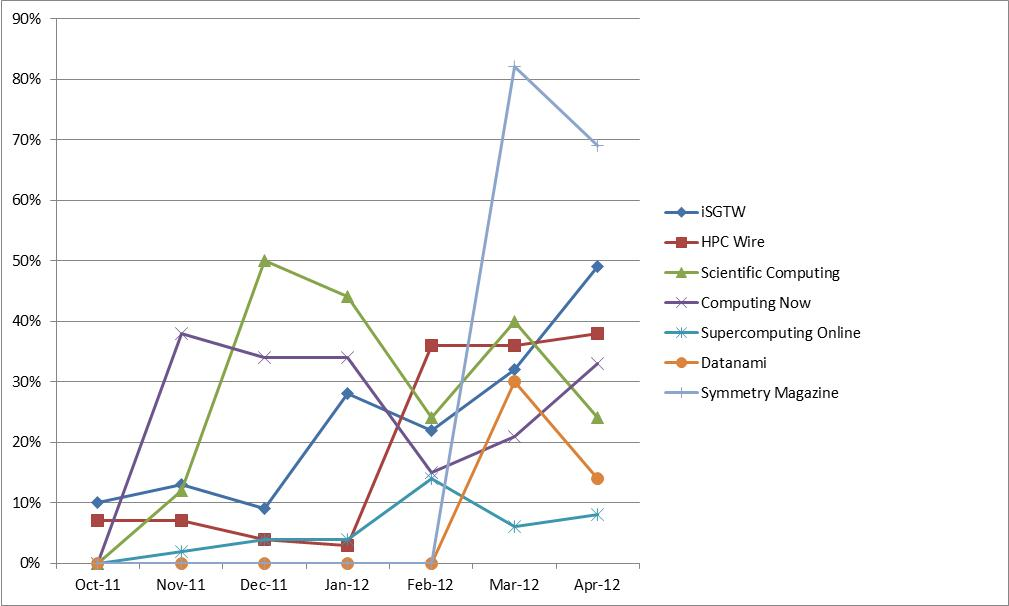 90%
80%
70%
60%
50%
40%
30%
20%
10%
0%
Oct-11 Nov-11 Dec-11 Jan-12 Feb-12 Mar-12 Apr-12
iSGTW
HPC Wire
Scientific Computing
Computing Now
Supercomputing Online
Datanami
Symmetry Magazine